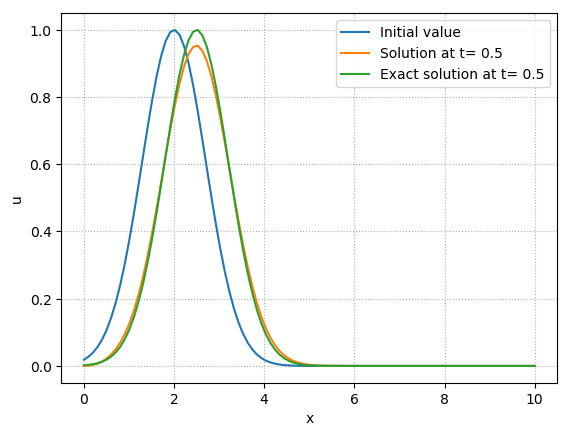 1.0
0.8
0.6
0.4
0.2
0.0
u
Initial value
Solution at t= 0.5
Exact solution at t= 0.5
0 2 4 6 8 10
x